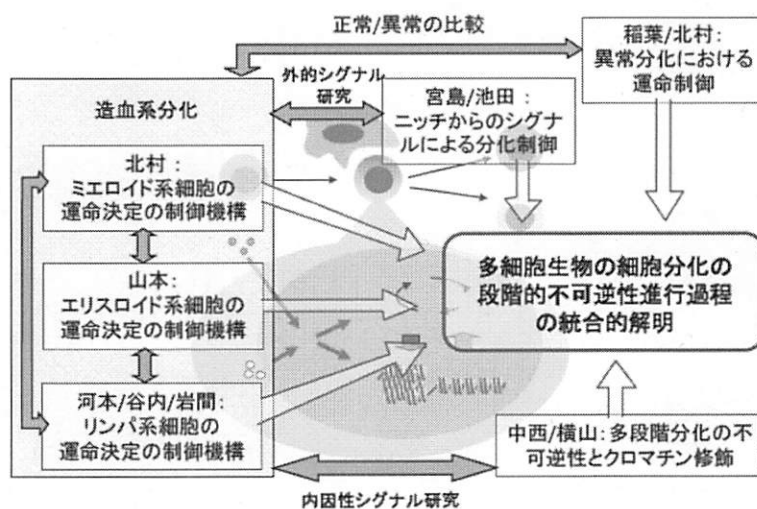 正常/異常の比較
稲葉/北村：
異常分化における
運命制御
外的シグナル
研究
宮島/池田：
ニッチからのシグナ
ルによる分化制御
造血系分化
北村：
ミエロイド系細胞の
運命決定の制御機構
山本：
エリスロイド系細胞の
運命決定の制御機構
河本/谷内/岩間：
リンパ系細胞の
運命決定の制御機構
多細胞生物の細胞分化の
段階的不可逆性進行過程
の統合的解明
中西/横山：多段階分化の不
可逆性とクロマチン修飾
内因性シグナル研究